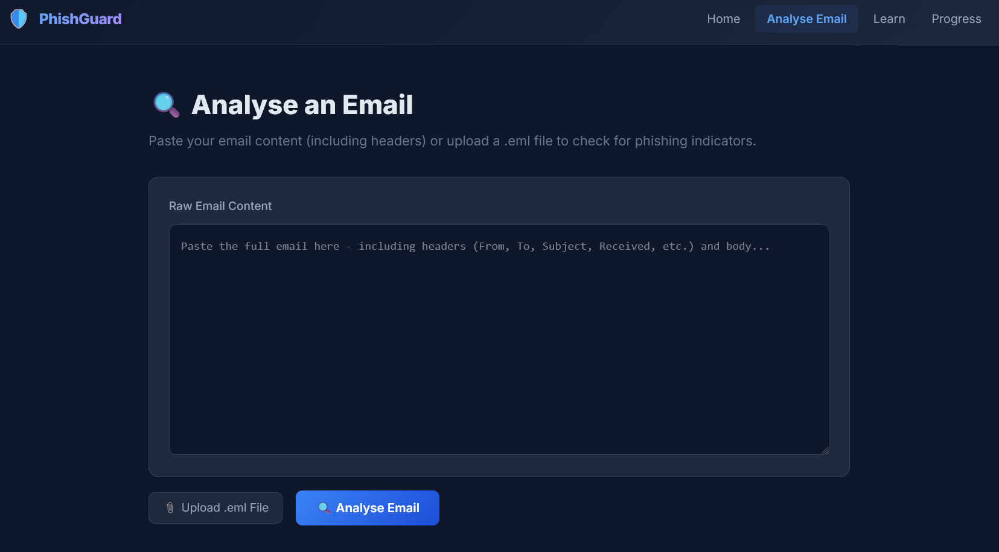 PhishGuard
Home
Analyse Email
Learn
Progress
Analyse an Email
Paste your email content (including headers) or upload a .eml file to check for phishing indicators.
Raw Email Content
Paste the full email here - including headers (From, To, Subject, Received, etc.) and body...
Upload .eml File
Analyse Email